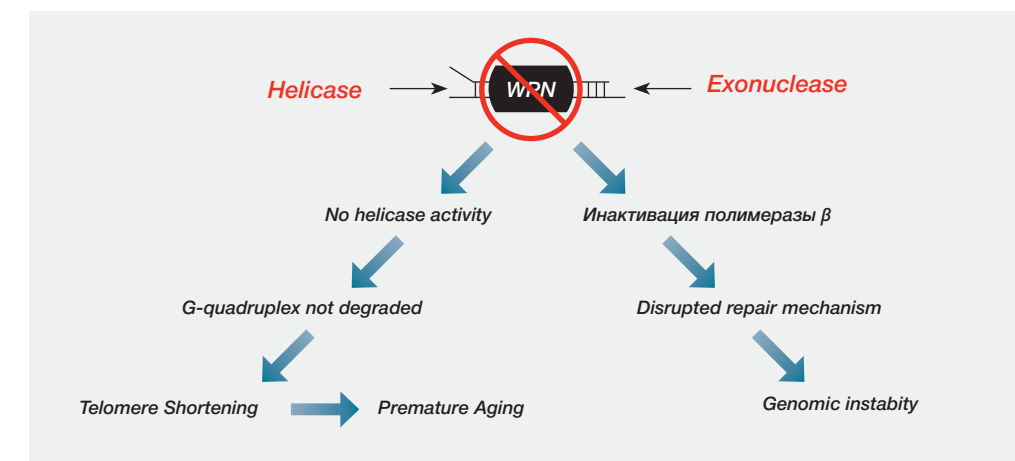 Helicase
WRN
Exonuclease
No helicase activity
Инактивация полимеразы β
G-quadruplex not degraded
Disrupted repair mechanism
Telomere Shortening
Premature Aging
Genomic instabity